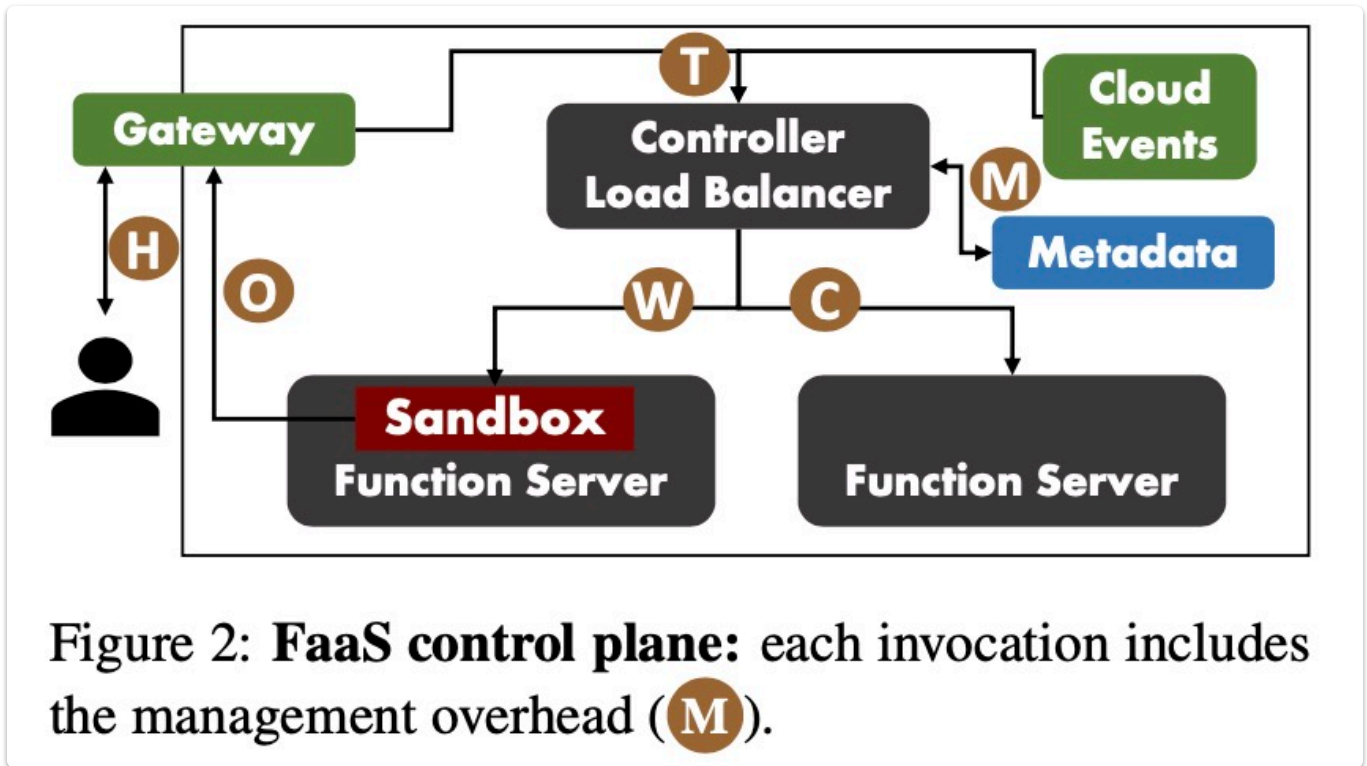 T
Cloud
Events
Gateway
Controller
Load Balancer
M
H
Metadata
O
W
C
Sandbox
Function Server
Function Server
Figure 2: FaaS control plane: each invocation includes
the management overhead (M).